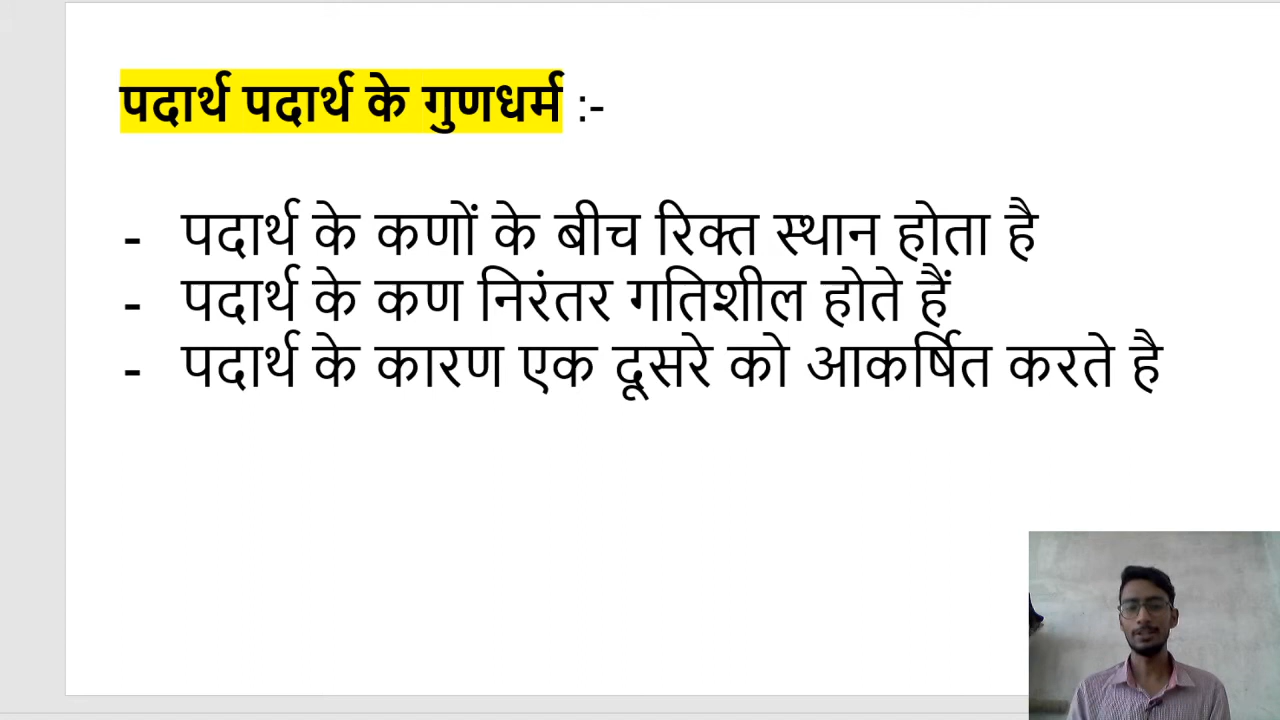 पदार्थ पदार्थ के गुणधर्म :-
- पदार्थ के कणों के बीच रिक्त स्थान होता है
- पदार्थ के कण निरंतर गतिशील होते हैं
- पदार्थ के कारण एक दूसरे को आकर्षित करते है